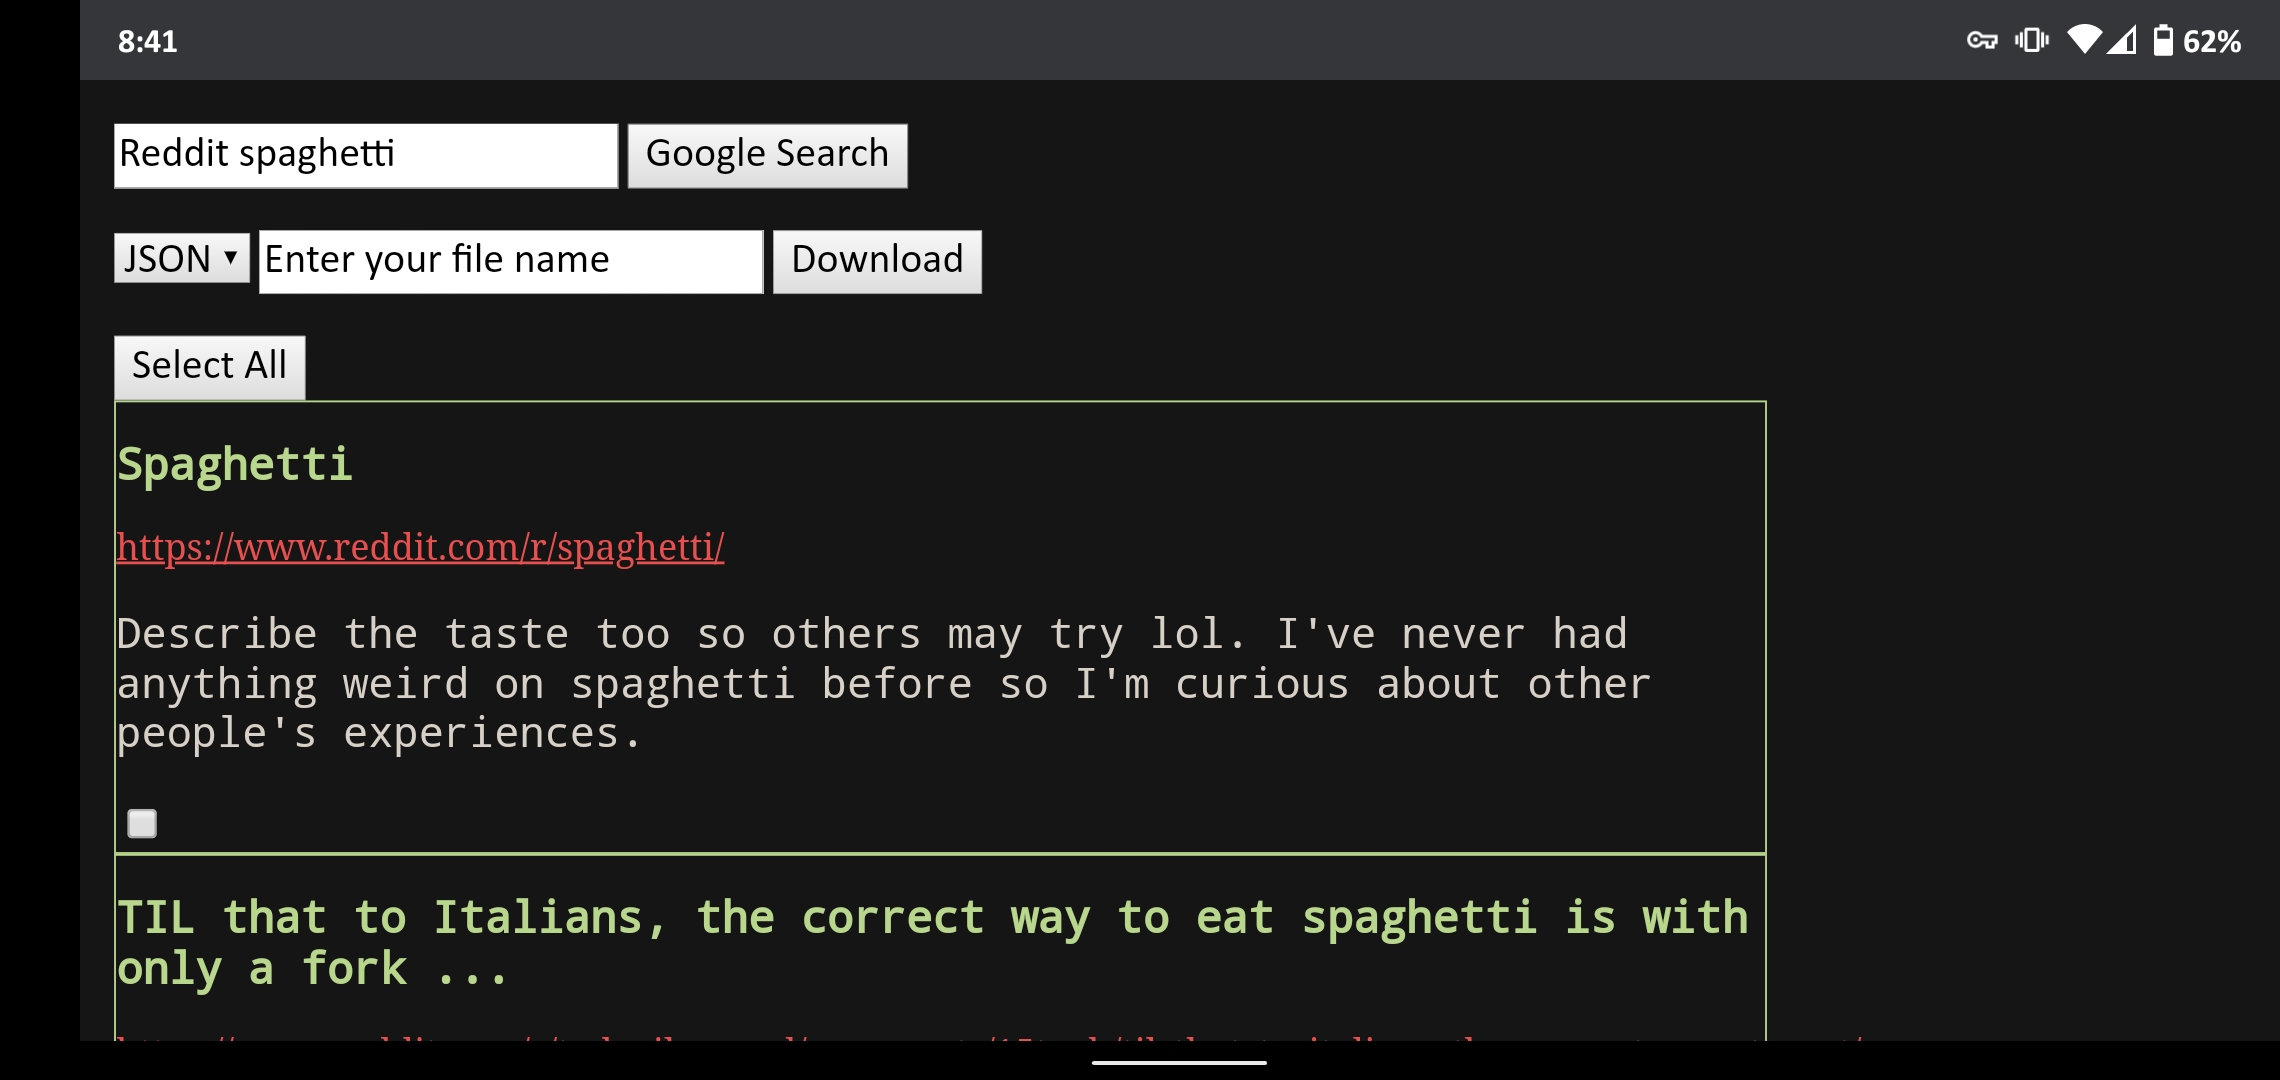 8:41
62%
Reddit spaghetti
Google Search
JSON
Enter your file name
Download
Select All
Spaghetti
https://www.reddit.com/r/spaghetti/
Describe the taste too so others may try lol. I've never had
anything weird on spaghetti before so I'm curious about other
people's experiences.
TIL that to Italians, the correct way to eat spaghetti is with
only a fork ...